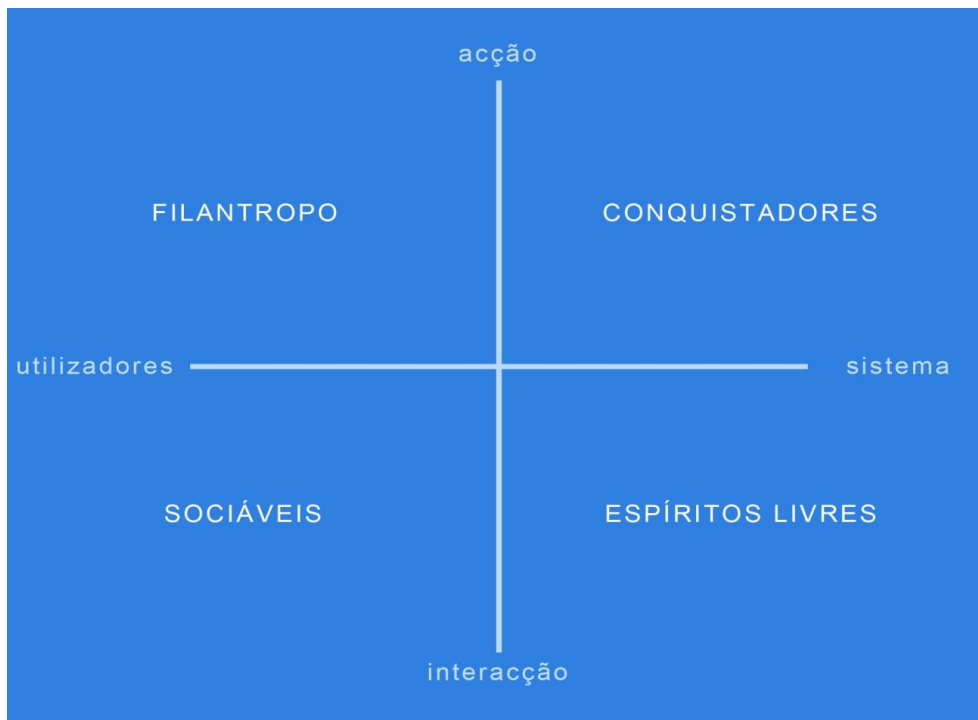 acção
FILANTROPO
CONQUISTADORES
utilizadores
sistema
SOCIÁVEIS
ESPÍRITOS LIVRES
interacção